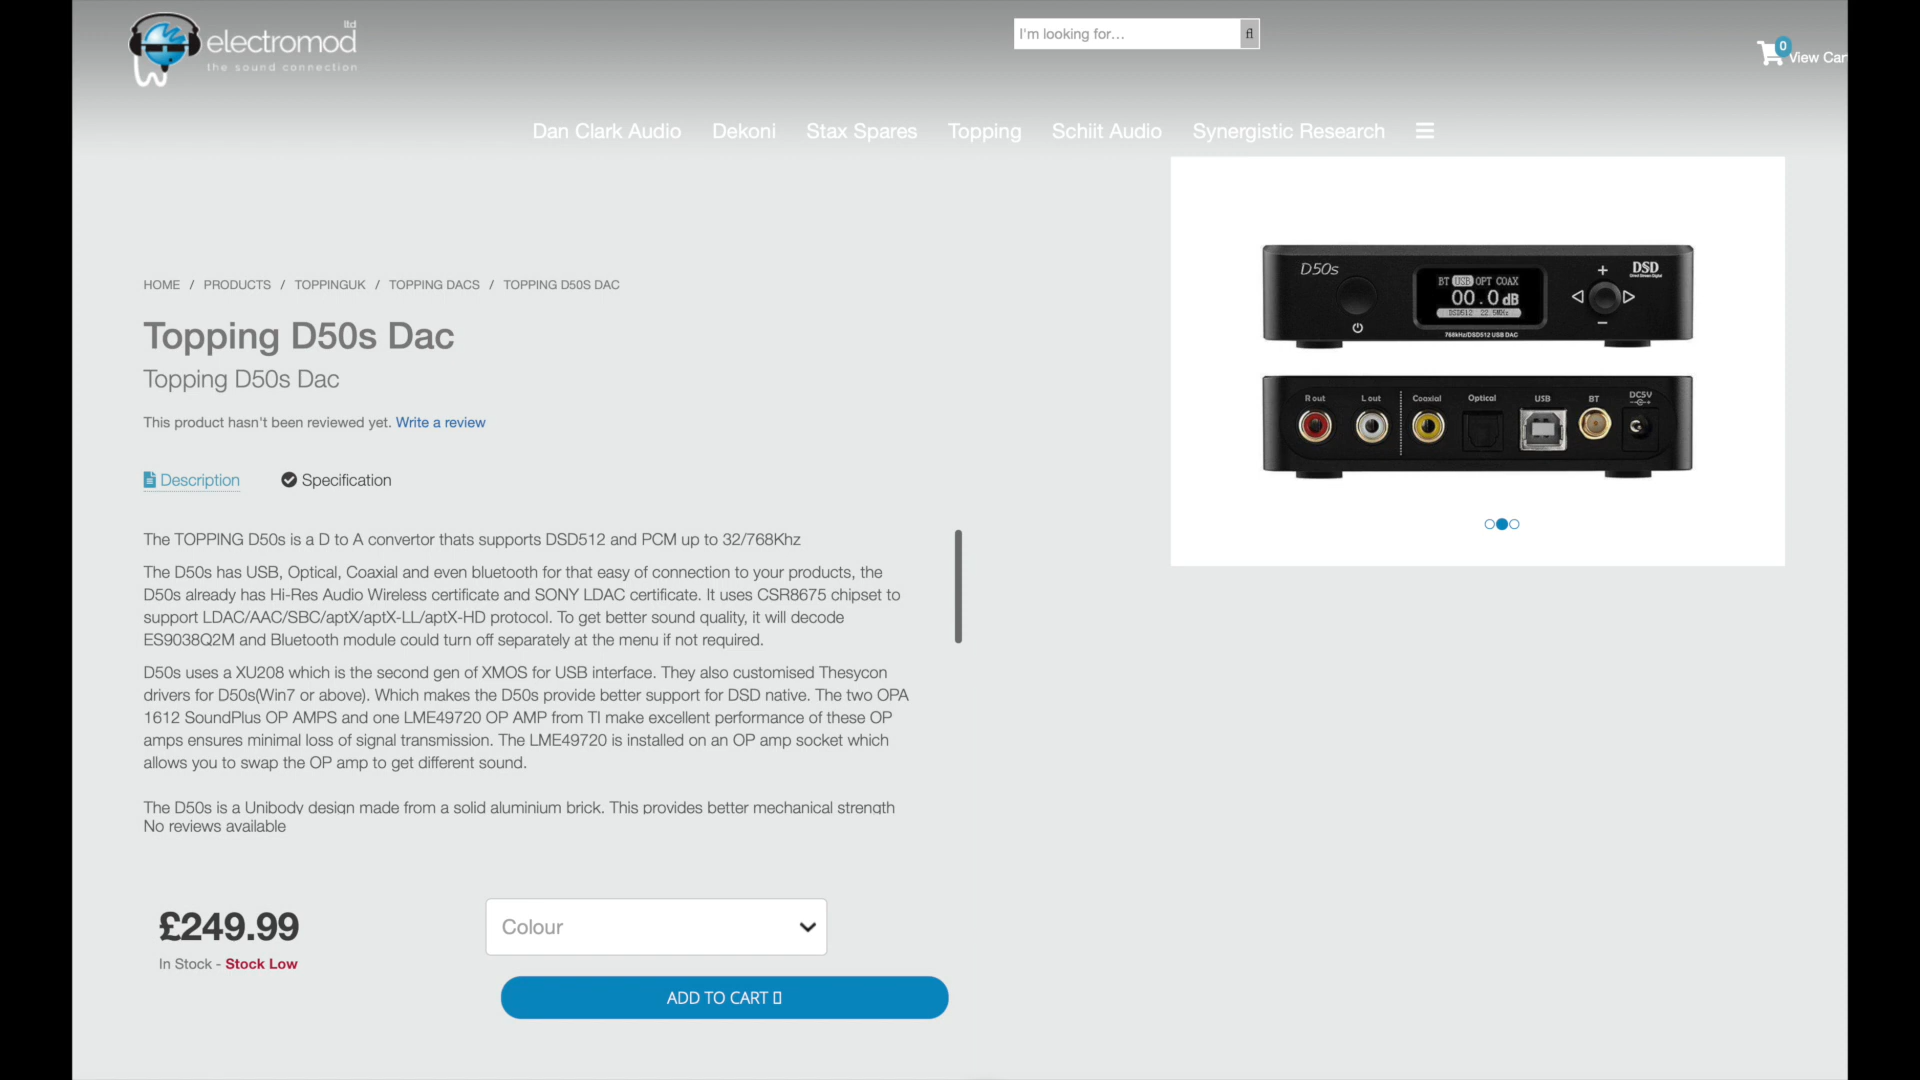 ltd
electromod
the sound connection
I'm looking for...
0
View Car
Dan Clark Audio
Dekoni
Stax Spares
Topping
Schiit Audio
Synergistic Research
HOME / PRODUCTS / TOPPINGUK / TOPPING DACS / TOPPING D50S DAC
Topping D50s Dac
Topping D50s Dac
This product hasn't been reviewed yet. Write a review
Description
Specification
The TOPPING D50s is a D to A convertor thats supports DSD512 and PCM up to 32/768Khz
The D50s has USB, Optical, Coaxial and even bluetooth for that easy of connection to your products, the
D50s already has Hi-Res Audio Wireless certificate and SONY LDAC certificate. It uses CSR8675 chipset to
support LDAC/AAC/SBC/aptX/aptX-LL/aptX-HD protocol. To get better sound quality, it will decode
ES9038Q2M and Bluetooth module could turn off separately at the menu if not required.
D50s uses a XU208 which is the second gen of XMOS for USB interface. They also customised Thesycon
drivers for D50s(Win7 or above). Which makes the D50s provide better support for DSD native. The two OPA
1612 SoundPlus OP AMPS and one LME49720 OP AMP from TI make excellent performance of these OP
amps ensures minimal loss of signal transmission. The LME49720 is installed on an OP amp socket which
allows you to swap the OP amp to get different sound.
The D50s is a Unibody design made from a solid aluminium brick. This provides better mechanical strength
No reviews available
£249.99
In Stock - Stock Low
Colour
ADD TO CART
D50s
BT USB OPT COAX
00.0dB
DSD512 22.5MHz
768kHz/DSD512 USB DAC
+
−
DSD
Direct Stream Digital
R out
L out
Coaxial
Optical
USB
BT
DC5V